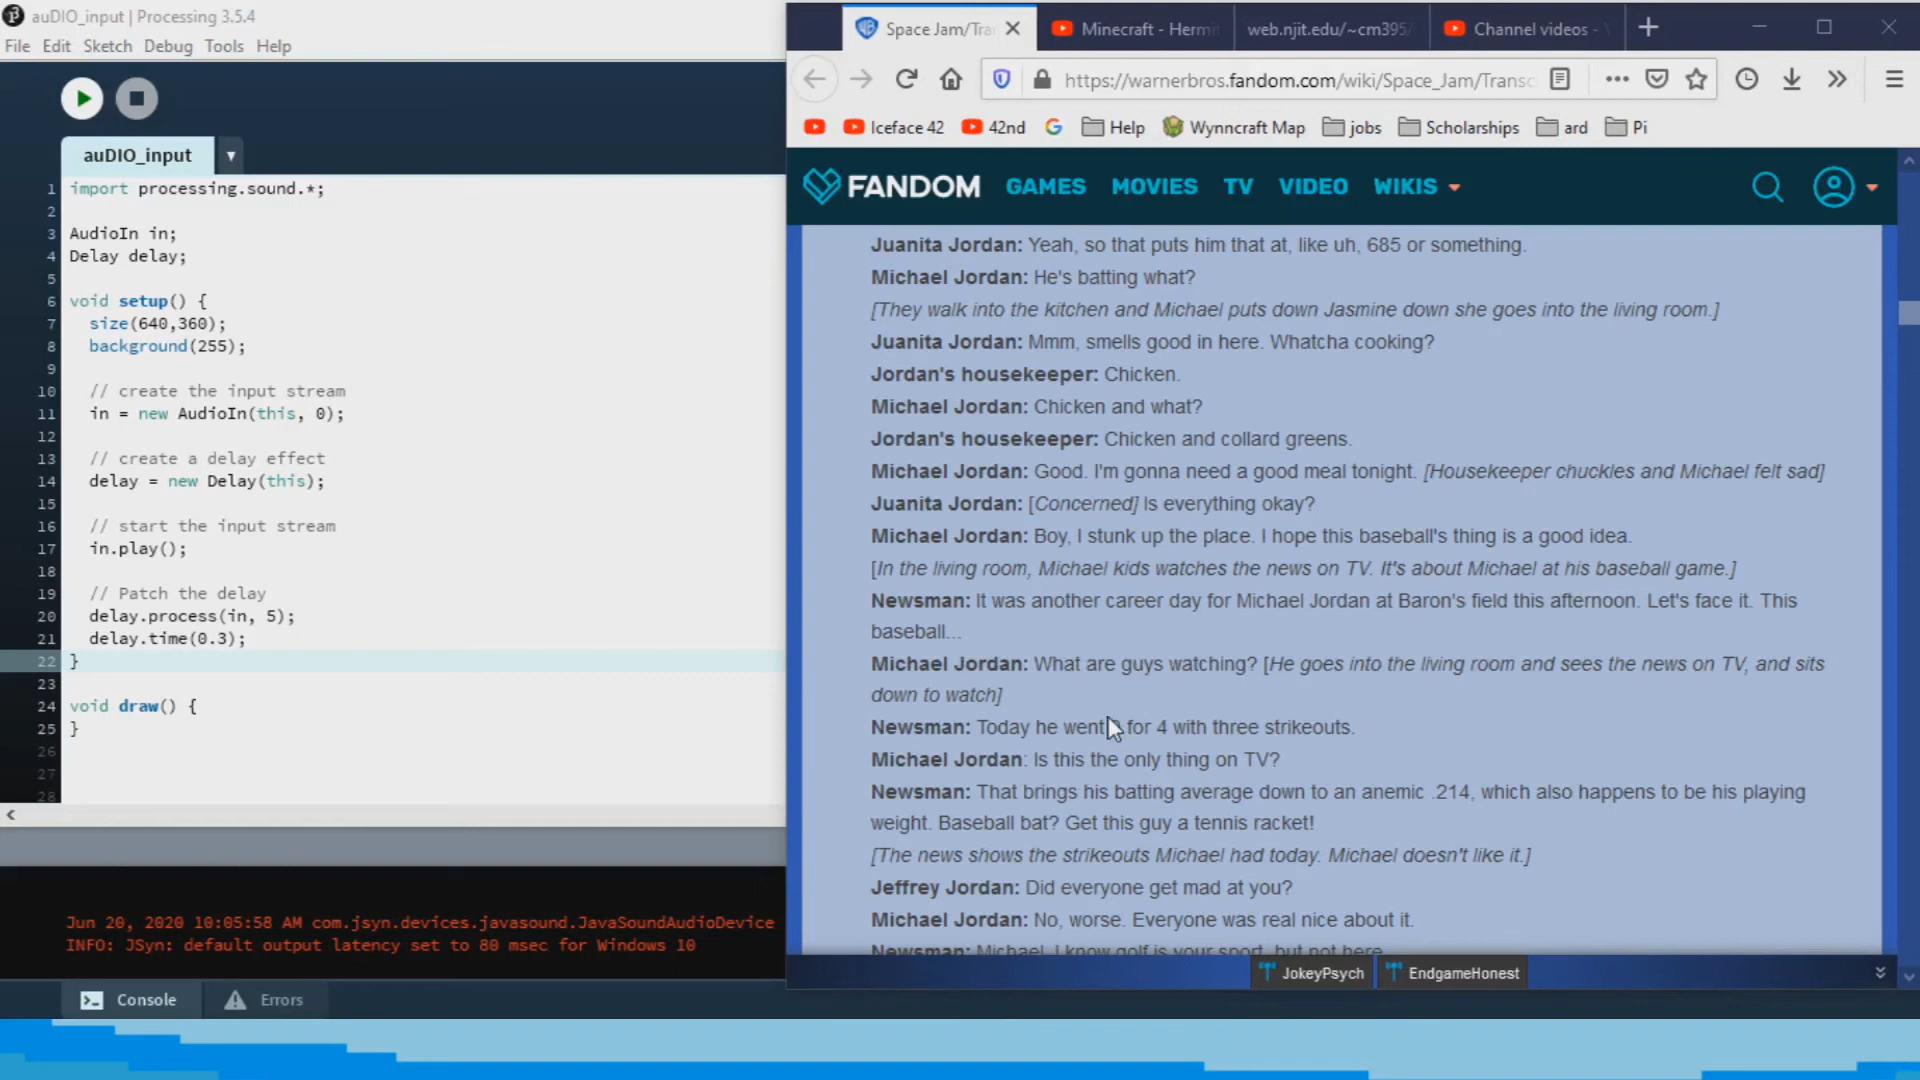 auDIO_input | Processing 3.5.4
File Edit Sketch Debug Tools Help
auDIO_input
1 import processing.sound.*;
2
3 AudioIn in;
4 Delay delay;
5
6 void setup() {
7 size(640,360);
8 background(255);
9
10 // create the input stream
11 in = new AudioIn(this, 0);
12
13 // create a delay effect
14 delay = new Delay(this);
15
16 // start the input stream
17 in.play();
18
19 // Patch the delay
20 delay.process(in, 5);
21 delay.time(0.3);
22 }
23
24 void draw() {
25 }
26
27
28
Jun 20, 2020 10:05:58 AM com.jsyn.devices.javasound.JavaSoundAudioDevice
INFO: JSyn: default output latency set to 80 msec for Windows 10
Console Errors
Space Jam/Tra Minecraft - Hermi web.njit.edu/~cm395/ Channel videos -
https://warnerbros.fandom.com/wiki/Space_Jam/Transc
Iceface 42 42nd Help Wynncraft Map jobs Scholarships ard Pi
FANDOM GAMES MOVIES TV VIDEO WIKIS
Juanita Jordan: Yeah, so that puts him that at, like uh, 685 or something.
Michael Jordan: He's batting what?
[They walk into the kitchen and Michael puts down Jasmine down she goes into the living room.]
Juanita Jordan: Mmm, smells good in here. Whatcha cooking?
Jordan's housekeeper: Chicken.
Michael Jordan: Chicken and what?
Jordan's housekeeper: Chicken and collard greens.
Michael Jordan: Good. I'm gonna need a good meal tonight. [Housekeeper chuckles and Michael felt sad]
Juanita Jordan: [Concerned] Is everything okay?
Michael Jordan: Boy, I stunk up the place. I hope this baseball's thing is a good idea.
[In the living room, Michael kids watches the news on TV. It's about Michael at his baseball game.]
Newsman: It was another career day for Michael Jordan at Baron's field this afternoon. Let's face it. This
baseball...
Michael Jordan: What are guys watching? [He goes into the living room and sees the news on TV, and sits
down to watch]
Newsman: Today he went for 4 with three strikeouts.
Michael Jordan: Is this the only thing on TV?
Newsman: That brings his batting average down to an anemic .214, which also happens to be his playing
weight. Baseball bat? Get this guy a tennis racket!
[The news shows the strikeouts Michael had today. Michael doesn't like it.]
Jeffrey Jordan: Did everyone get mad at you?
Michael Jordan: No, worse. Everyone was real nice about it.
Newsman: Michael, I know golf is your sport, but not here
JokeyPsych EndgameHonest